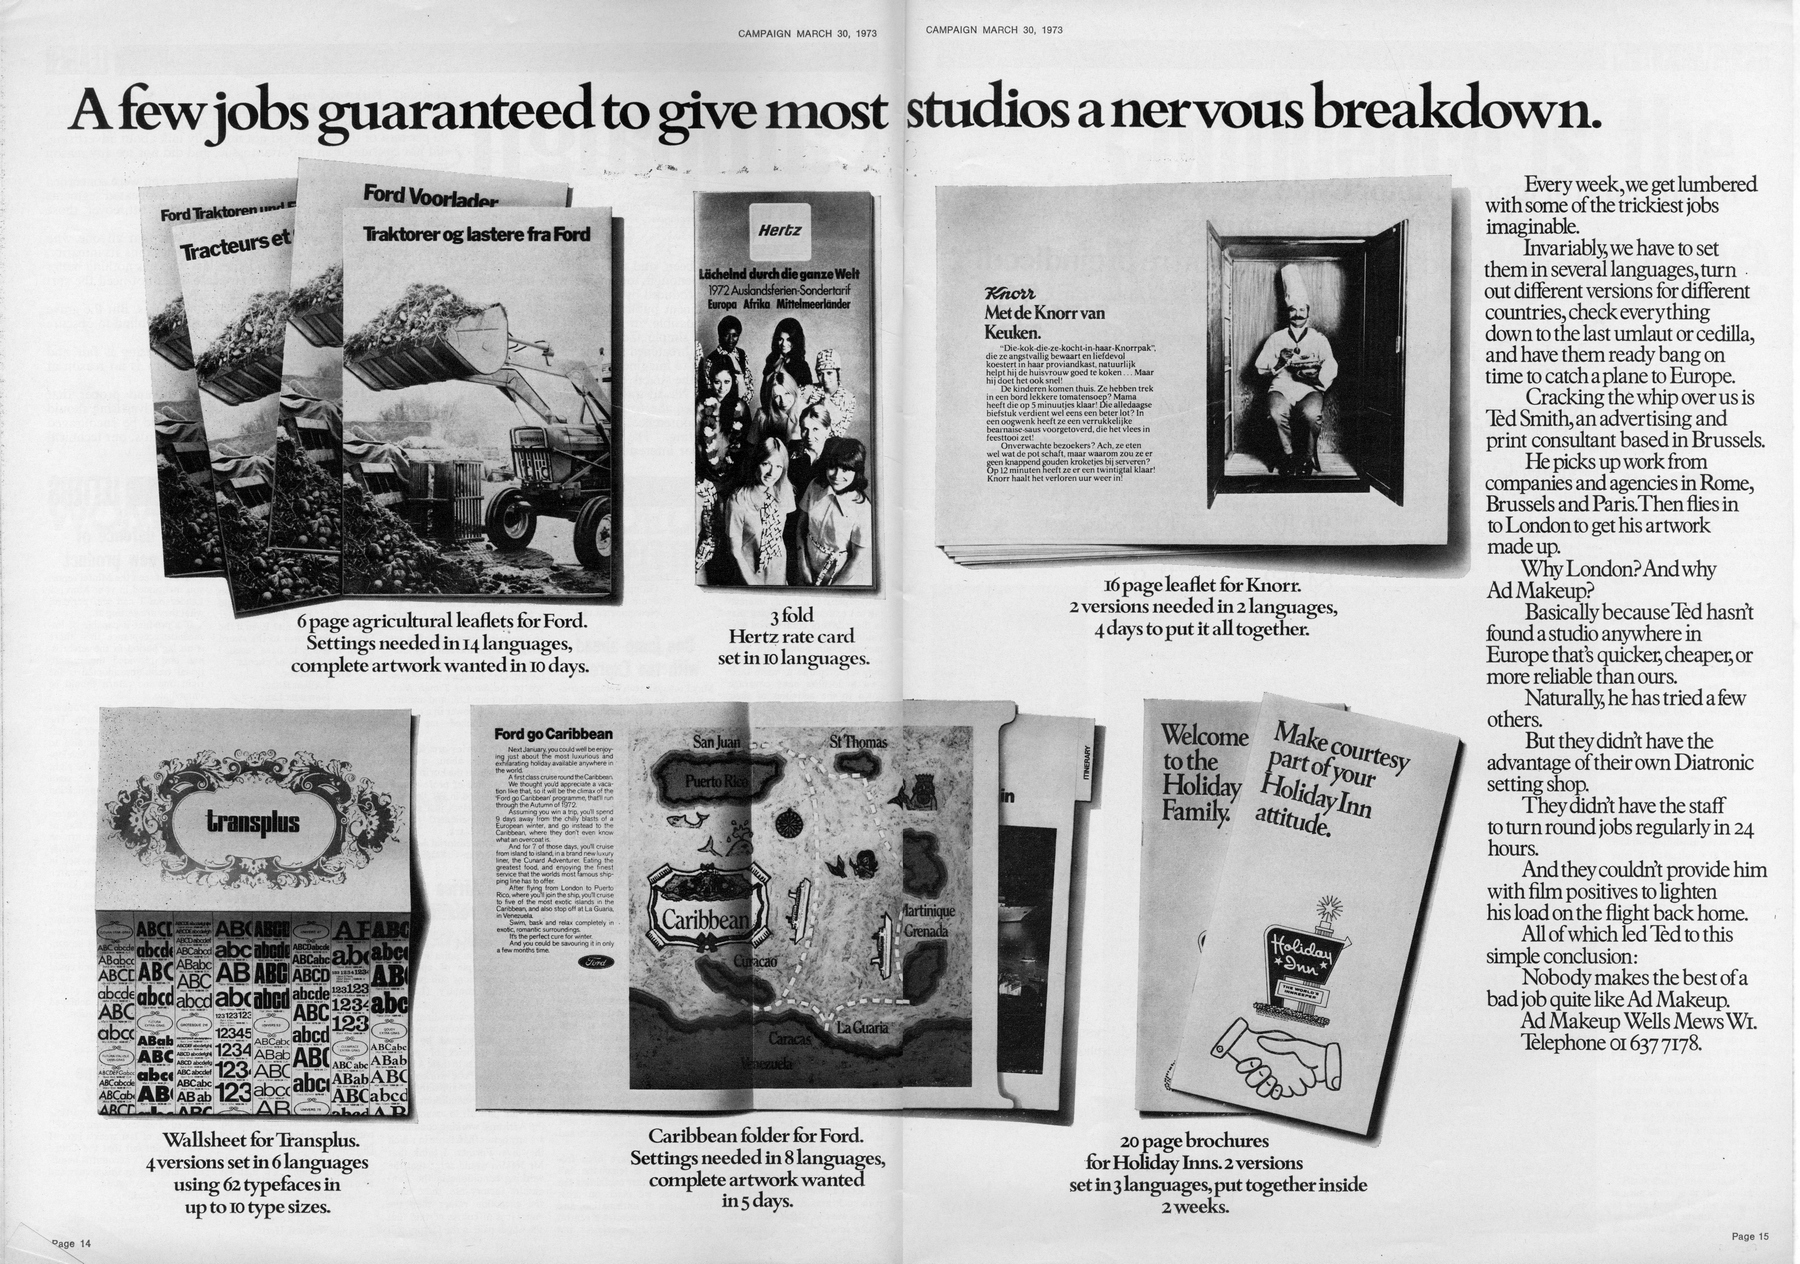 CAMPAIGN MARCH 30, 1973
CAMPAIGN MARCH 30, 1973
A few jobs guaranteed to give most studios a nervous breakdown.
Ford Traktoren und
Tracteurs et
Ford Voorlader
Traktorer og lastere fra Ford
6 page agricultural leaflets for Ford.
Settings needed in 14 languages,
complete artwork wanted in 10 days.
Hertz
Lächelnd durch die ganze Welt
1972 Auslandsferien-Sondertarif
Europa Afrika Mittelmeerländer
3 fold
Hertz rate card
set in 10 languages.
Knorr
Met de Knorr van
Keuken.
"Die-kok-die-ze-kocht-in-haar-Knorrpak",
die ze angstvallig bewaart en liefdevol
koestert in haar proviandkast, natuurlijk
helpt hij de huisvrouw goed te koken . . . Maar
hij doet het ook snel!
De kinderen komen thuis. Ze hebben trek
in een bord lekkere tomatensoep? Mama
heeft die op 5 minuutjes klaar! Die alledaagse
biefstuk verdient wel eens een beter lot? In
een oogwenk heeft ze een verrukkelijke
bearnaise-saus voorgetoverd, die het vlees in
feesttooi zet!
Onverwachte bezoekers? Ach, ze eten
wel wat de pot schaft, maar waarom zou ze er
geen knappend gouden kroketjes bij serveren?
Op 12 minuten heeft ze er een twintigtal klaar!
Knorr haalt het verloren uur weer in!
16 page leaflet for Knorr.
2 versions needed in 2 languages,
4 days to put it all together.
transplus
Wallsheet for Transplus.
4 versions set in 6 languages
using 62 typefaces in
up to 10 type sizes.
Ford go Caribbean
Next January, you could well be enjoy-
ing just about the most luxurious and
exhilarating holiday available anywhere in
the world.
A first class cruise round the Caribbean.
We thought you'd appreciate a vaca-
tion like that, so it will be the climax of the
'Ford go Caribbean' programme, that'll run
through the Autumn of 1972.
Assuming you win a trip, you'll spend
9 days away from the chilly blasts of a
European winter, and go instead to the
Caribbean, where they don't even know
what an overcoat is.
And for 7 of those days, you'll cruise
from island to island, in a brand new luxury
liner, the Cunard Adventurer. Eating the
greatest food, and enjoying the finest
service that the worlds most famous ship-
ping line has to offer.
After flying from London to Puerto
Rico, where you'll join the ship, you'll cruise
to five of the most exotic islands in the
Caribbean, and also stop off at La Guaria,
in Venezuela.
Swim, bask and relax completely in
exotic, romantic surroundings.
It's the perfect cure for winter.
And you could be savouring it in only
a few months time.
Ford
San Juan
St Thomas
Puerto Rico
Caribbean
Martinique
Grenada
Curacao
La Guaria
Caracas
Venezuela
ITINERARY
in
Caribbean folder for Ford.
Settings needed in 8 languages,
complete artwork wanted
in 5 days.
Welcome
to the
Holiday
Family.
Make courtesy
part of your
Holiday Inn
attitude.
Holiday
Inn
THE WORLD'S
INNKEEPER
20 page brochures
for Holiday Inns. 2 versions
set in 3 languages, put together inside
2 weeks.
Every week, we get lumbered
with some of the trickiest jobs
imaginable.
Invariably, we have to set
them in several languages, turn
out different versions for different
countries, check everything
down to the last umlaut or cedilla,
and have them ready bang on
time to catch a plane to Europe.
Cracking the whip over us is
Ted Smith, an advertising and
print consultant based in Brussels.
He picks up work from
companies and agencies in Rome,
Brussels and Paris. Then flies in
to London to get his artwork
made up.
Why London? And why
Ad Makeup?
Basically because Ted hasn't
found a studio anywhere in
Europe that's quicker, cheaper, or
more reliable than ours.
Naturally, he has tried a few
others.
But they didn't have the
advantage of their own Diatronic
setting shop.
They didn't have the staff
to turn round jobs regularly in 24
hours.
And they couldn't provide him
with film positives to lighten
his load on the flight back home.
All of which led Ted to this
simple conclusion:
Nobody makes the best of a
bad job quite like Ad Makeup.
Ad Makeup Wells Mews W1.
Telephone 01 637 7178.
Page 14
Page 15